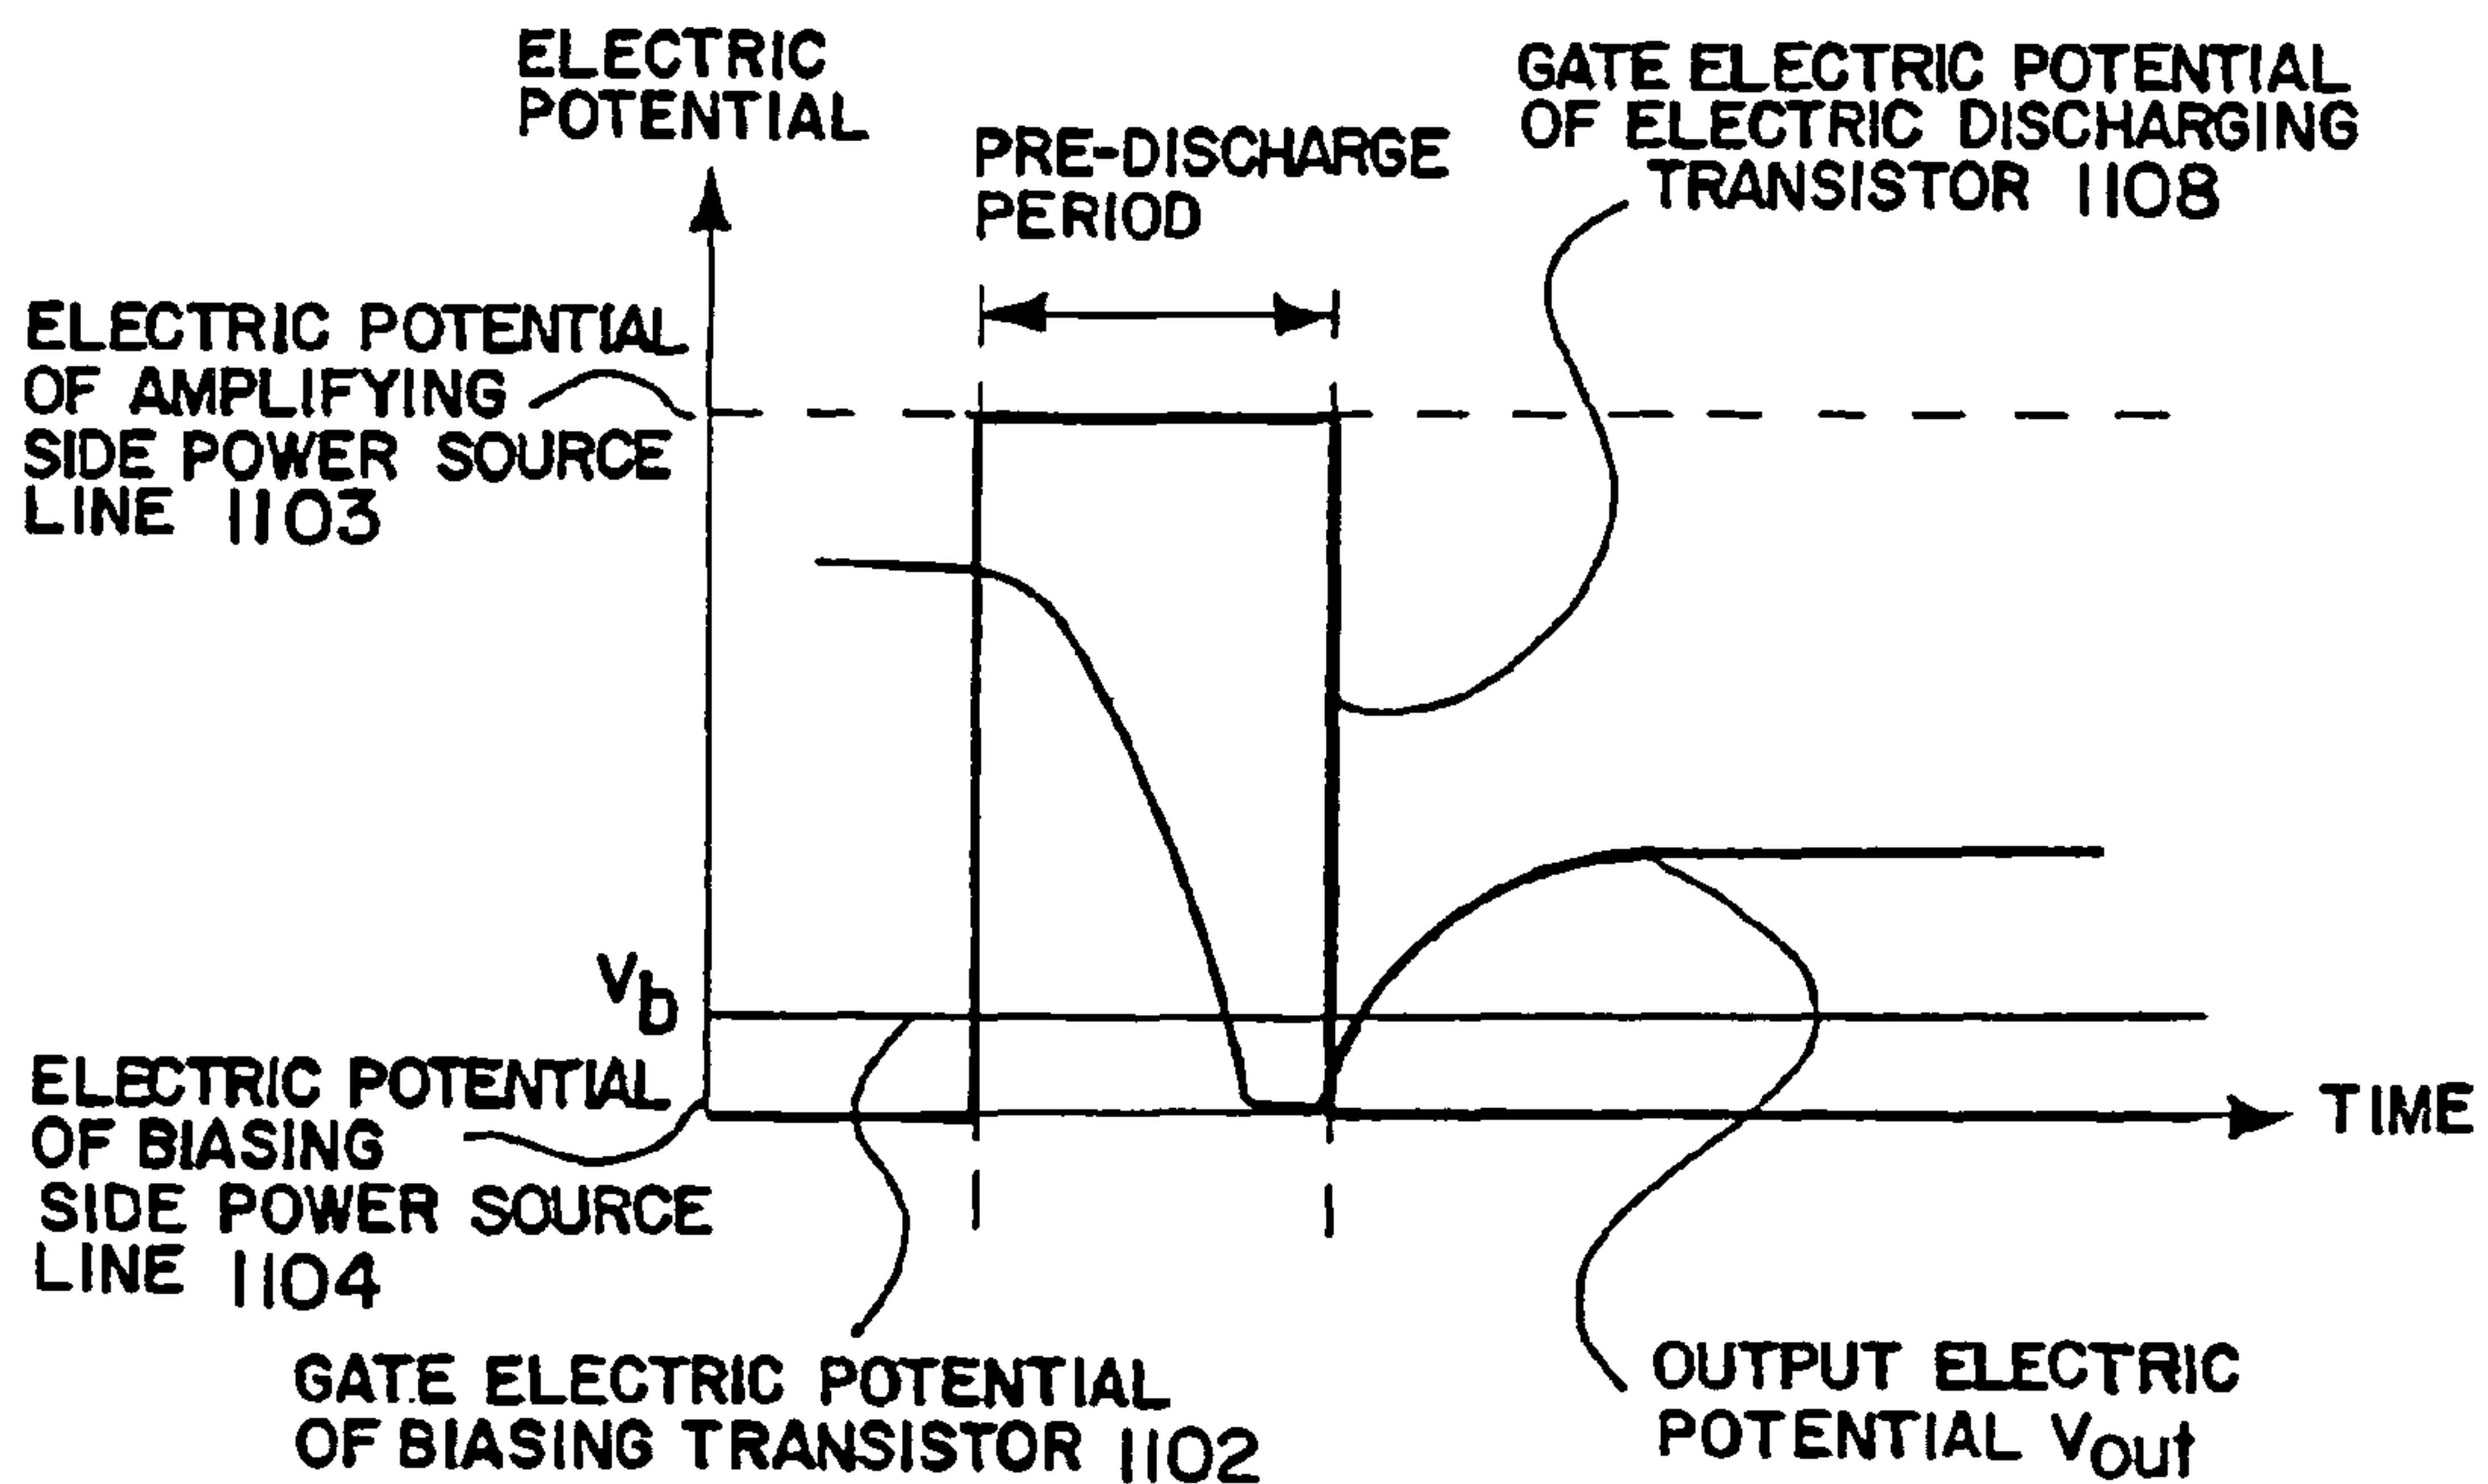 ELECTRIC
POTENTIAL
PRE-DISCHARGE
PERIOD
GATE ELECTRIC POTENTIAL
OF ELECTRIC DISCHARGING
TRANSISTOR 1108
ELECTRIC POTENTIAL
OF AMPLIFYING
SIDE POWER SOURCE
LINE 1103
Vb
ELECTRIC POTENTIAL
OF BIASING
SIDE POWER SOURCE
LINE 1104
TIME
GATE ELECTRIC POTENTIAL
OF BIASING TRANSISTOR 1102
OUTPUT ELECTRIC
POTENTIAL Vout